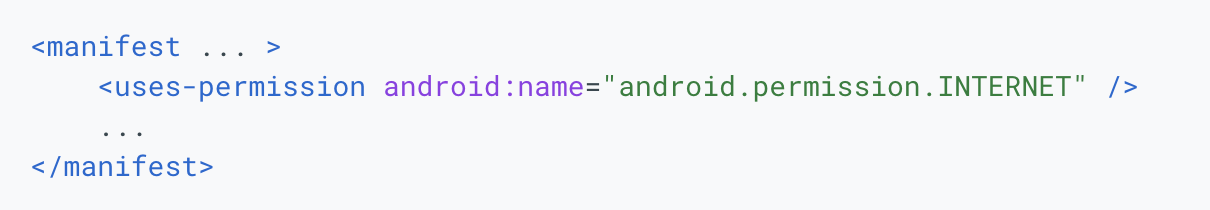 <manifest ... >
    <uses-permission android:name="android.permission.INTERNET" />
    ...
</manifest>